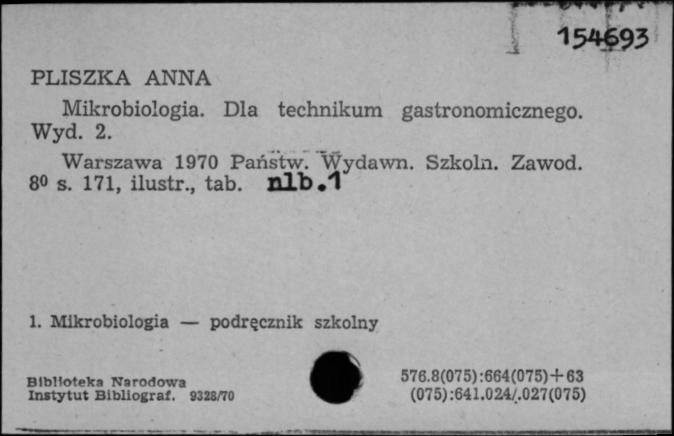 154693
PLISZKA ANNA
Mikrobiologia. Dla technikum gastronomicznego.
Wyd. 2.
Warszawa 1970 Państw. Wydawn. Szkoln. Zawod.
8⁰ s. 171, ilustr., tab. nlb.1
1. Mikrobiologia — podręcznik szkolny
Biblioteka Narodowa
Instytut Bibliograf. 9328/70
576.8(075):664(075)+63
(075):641.024/.027(075)